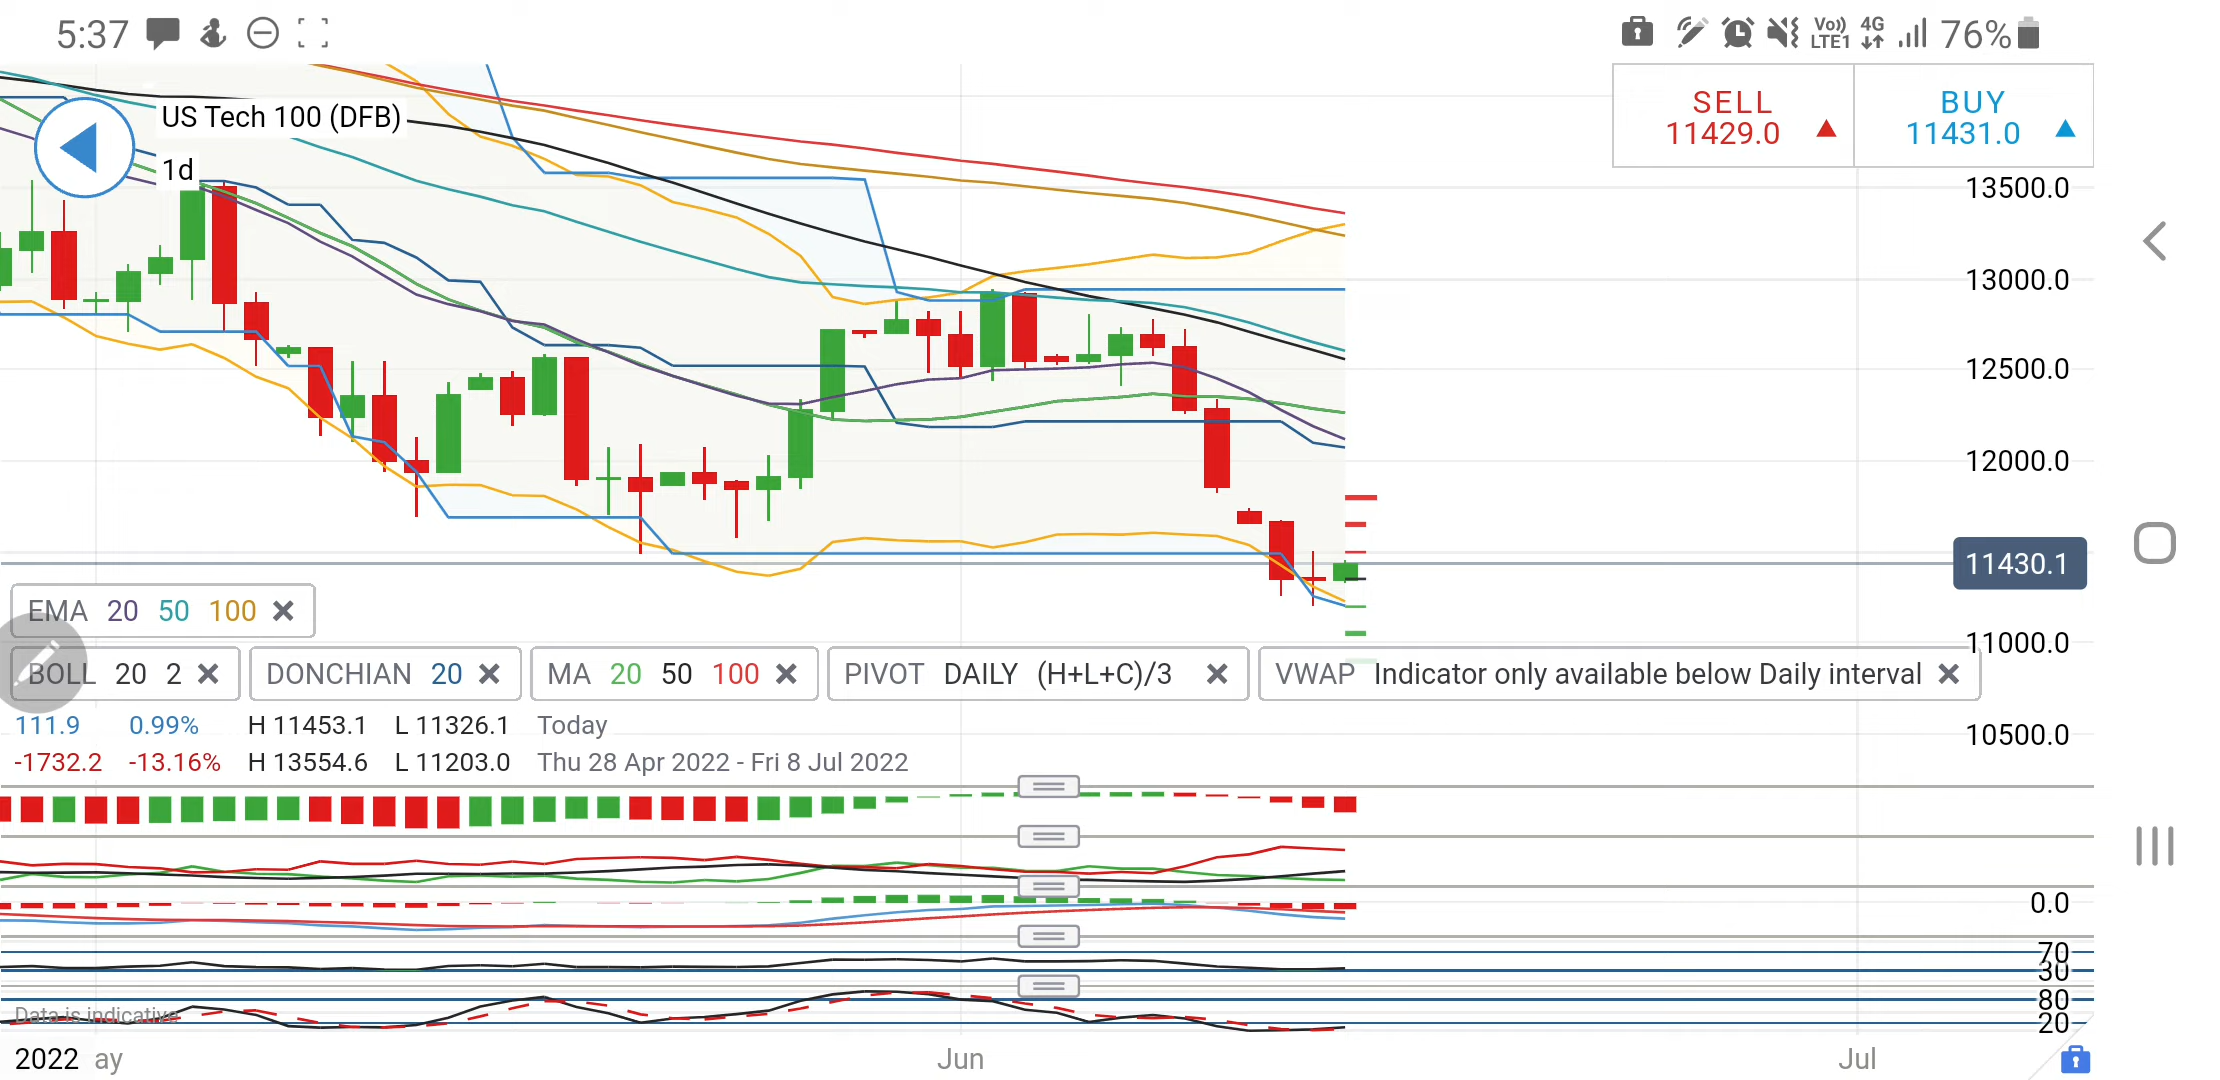 5:37 Vo)) LTE1 4G 76%
US Tech 100 (DFB)
1d
SELL 11429.0
BUY 11431.0
13500.0
13000.0
12500.0
12000.0
11430.1
11000.0
10500.0
EMA 20 50 100
BOLL 20 2
DONCHIAN 20
MA 20 50 100
PIVOT DAILY (H+L+C)/3
VWAP Indicator only available below Daily interval
111.9 0.99% H 11453.1 L 11326.1 Today
-1732.2 -13.16% H 13554.6 L 11203.0 Thu 28 Apr 2022 - Fri 8 Jul 2022
0.0
70
30
80
20
Data is indicative
2022 ay Jun Jul